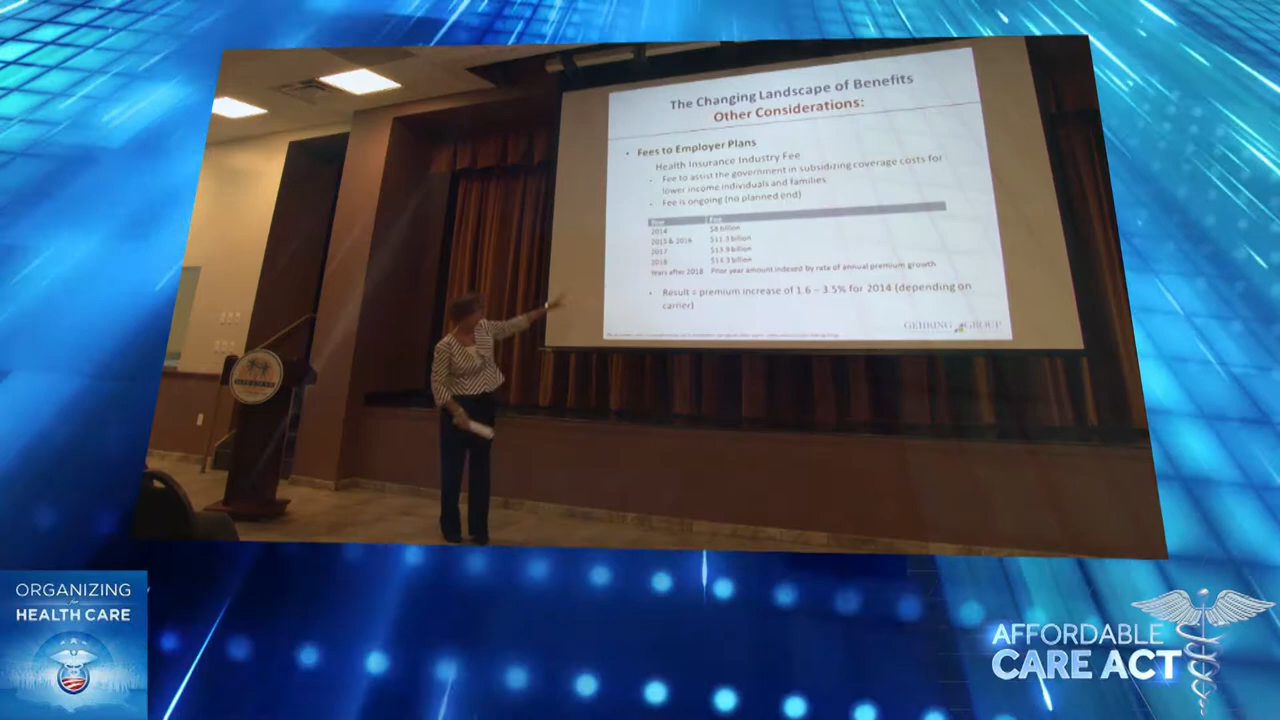 The Changing Landscape of Benefits
Other Considerations:
• Fees to Employer Plans
Health Insurance Industry Fee
- Fee to assist the government in subsidizing coverage costs for
lower income individuals and families
- Fee is ongoing (no planned end)
Year Fee
2014 $8 billion
2015 & 2016 $11.3 billion
2017 $13.9 billion
2018 $14.3 billion
Years after 2018 Prior year amount indexed by rate of annual premium growth
• Result = premium increase of 1.6 – 3.5% for 2014 (depending on
carrier)
GEHRING GROUP
ORGANIZING
for
HEALTH CARE
AFFORDABLE
CARE ACT